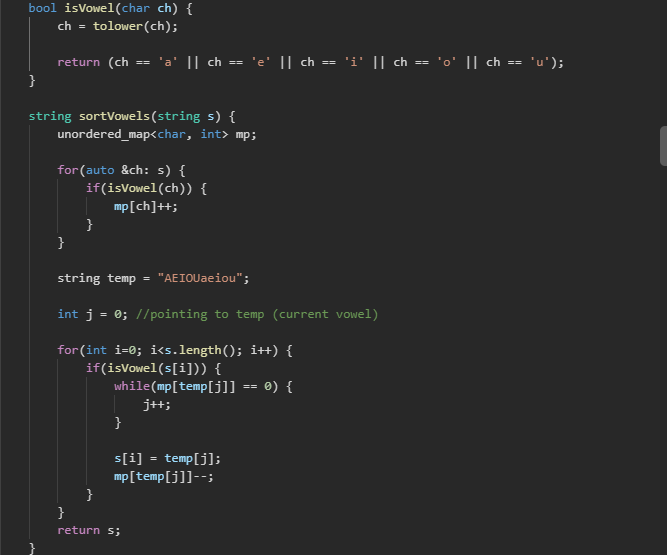 bool isVowel(char ch) {
ch = tolower(ch);
return (ch == 'a' || ch == 'e' || ch == 'i' || ch == 'o' || ch == 'u');
}
string sortVowels(string s) {
unordered_map<char, int> mp;
for(auto &ch: s) {
if(isVowel(ch)) {
mp[ch]++;
}
}
string temp = "AEIOUaeiou";
int j = 0; //pointing to temp (current vowel)
for(int i=0; i<s.length(); i++) {
if(isVowel(s[i])) {
while(mp[temp[j]] == 0) {
j++;
}
s[i] = temp[j];
mp[temp[j]]--;
}
}
return s;
}